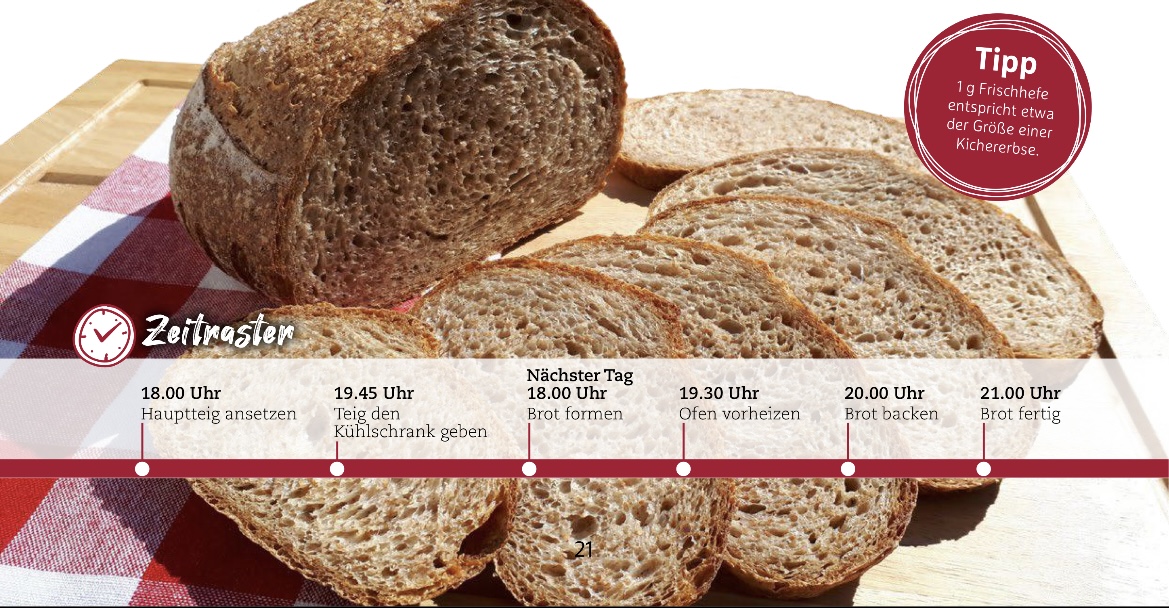 Tipp
1 g Frischhefe
entspricht etwa
der Größe einer
Kichererbse.
Zeitraster
18.00 Uhr
Hauptteig ansetzen
19.45 Uhr
Teig den
Kühlschrank geben
Nächster Tag
18.00 Uhr
Brot formen
19.30 Uhr
Ofen vorheizen
20.00 Uhr
Brot backen
21.00 Uhr
Brot fertig
21